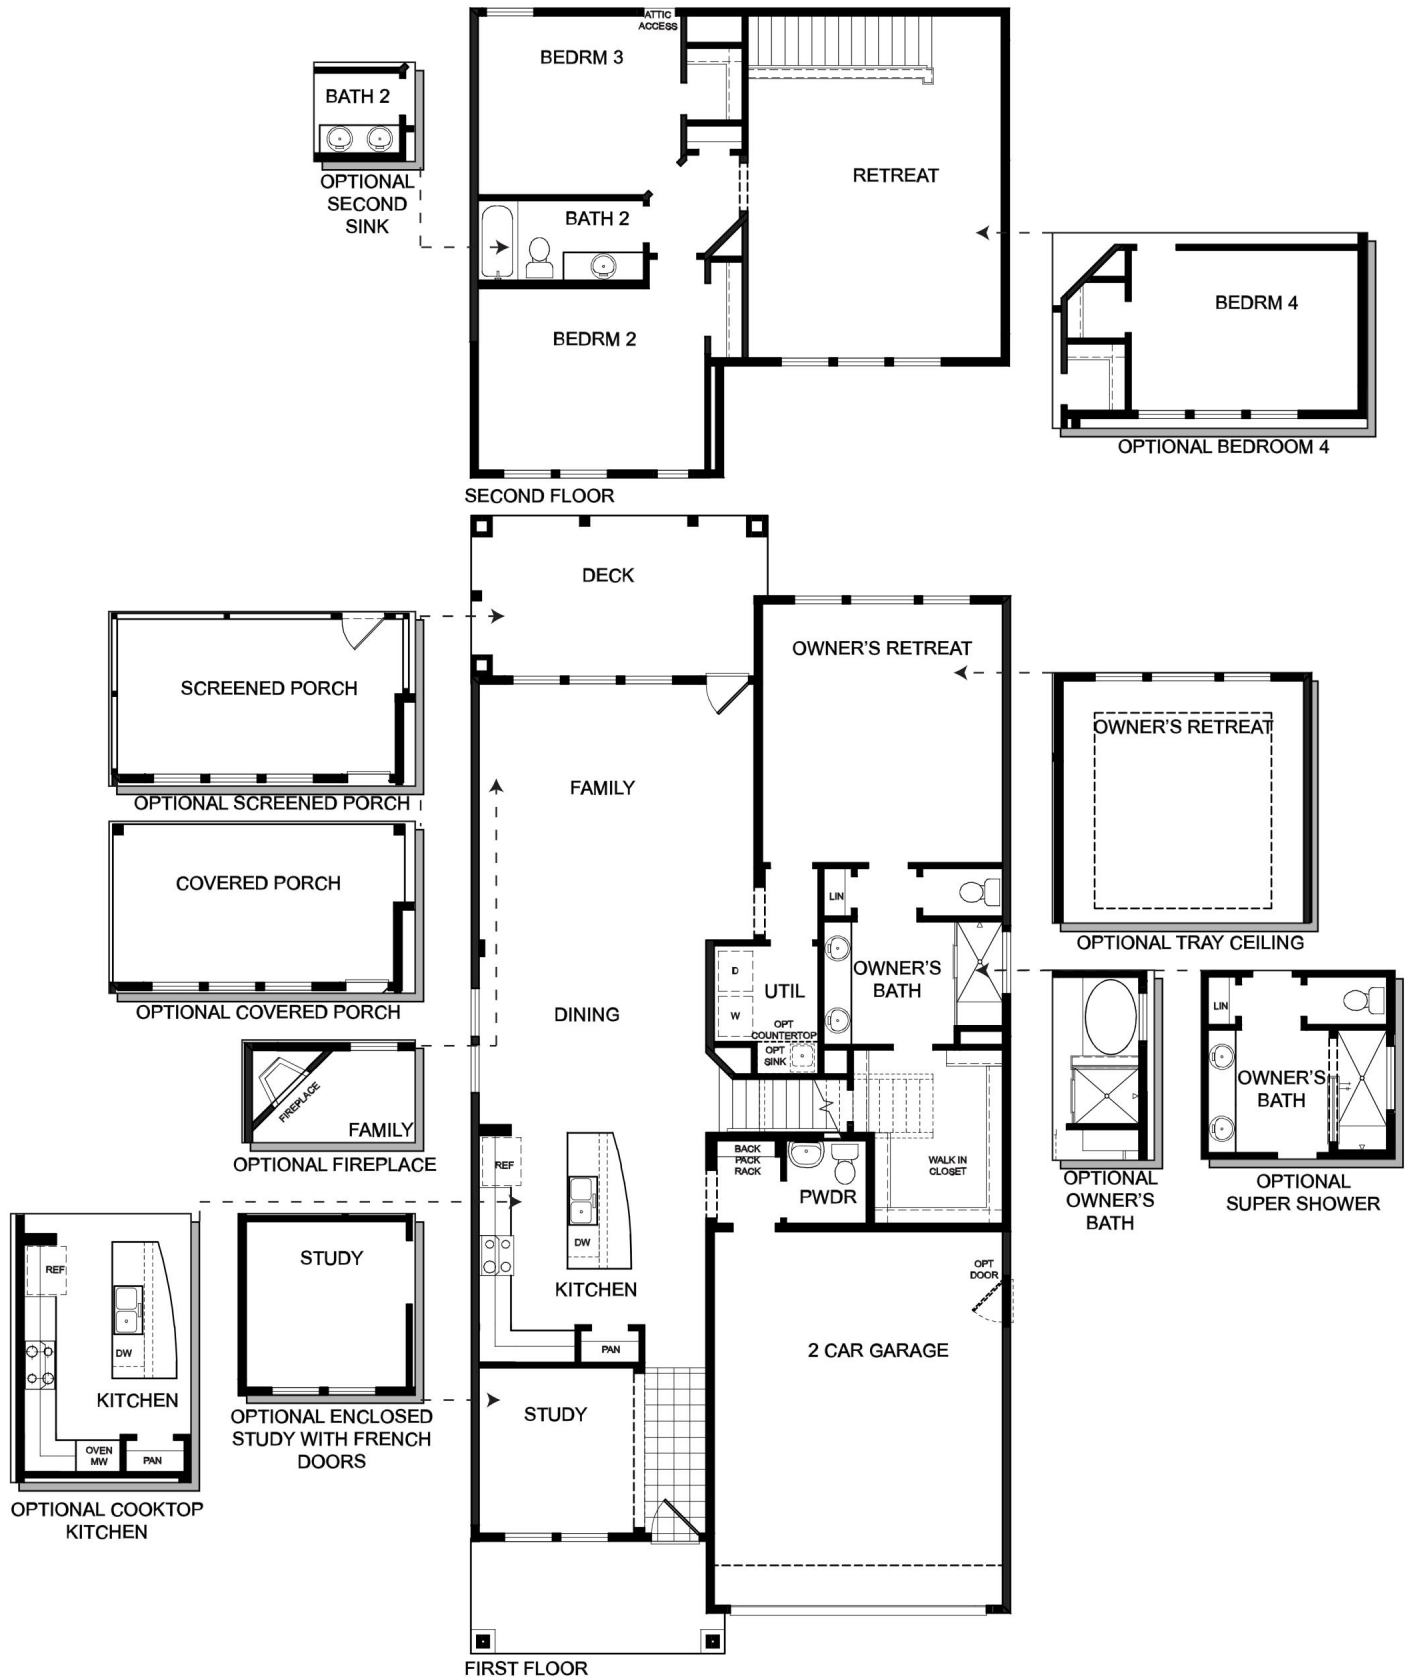 ATTIC
ACCESS
BEDRM 3
BATH 2
OPTIONAL
SECOND
SINK
RETREAT
BATH 2
BEDRM 2
BEDRM 4
OPTIONAL BEDROOM 4
SECOND FLOOR
DECK
OWNER'S RETREAT
SCREENED PORCH
OPTIONAL SCREENED PORCH
OWNER'S RETREAT
OPTIONAL TRAY CEILING
FAMILY
COVERED PORCH
OPTIONAL COVERED PORCH
LIN
D
W
UTIL
OPT
COUNTERTOP
OPT
SINK
OWNER'S
BATH
DINING
LIN
OWNER'S
BATH
OPTIONAL
OWNER'S
BATH
OPTIONAL
SUPER SHOWER
FIREPLACE
FAMILY
OPTIONAL FIREPLACE
REF
BACK
PACK
RACK
PWDR
WALK IN
CLOSET
DW
KITCHEN
PAN
OPT
DOOR
2 CAR GARAGE
STUDY
OPTIONAL ENCLOSED
STUDY WITH FRENCH
DOORS
REF
DW
KITCHEN
OVEN
MW
PAN
OPTIONAL COOKTOP
KITCHEN
STUDY
FIRST FLOOR